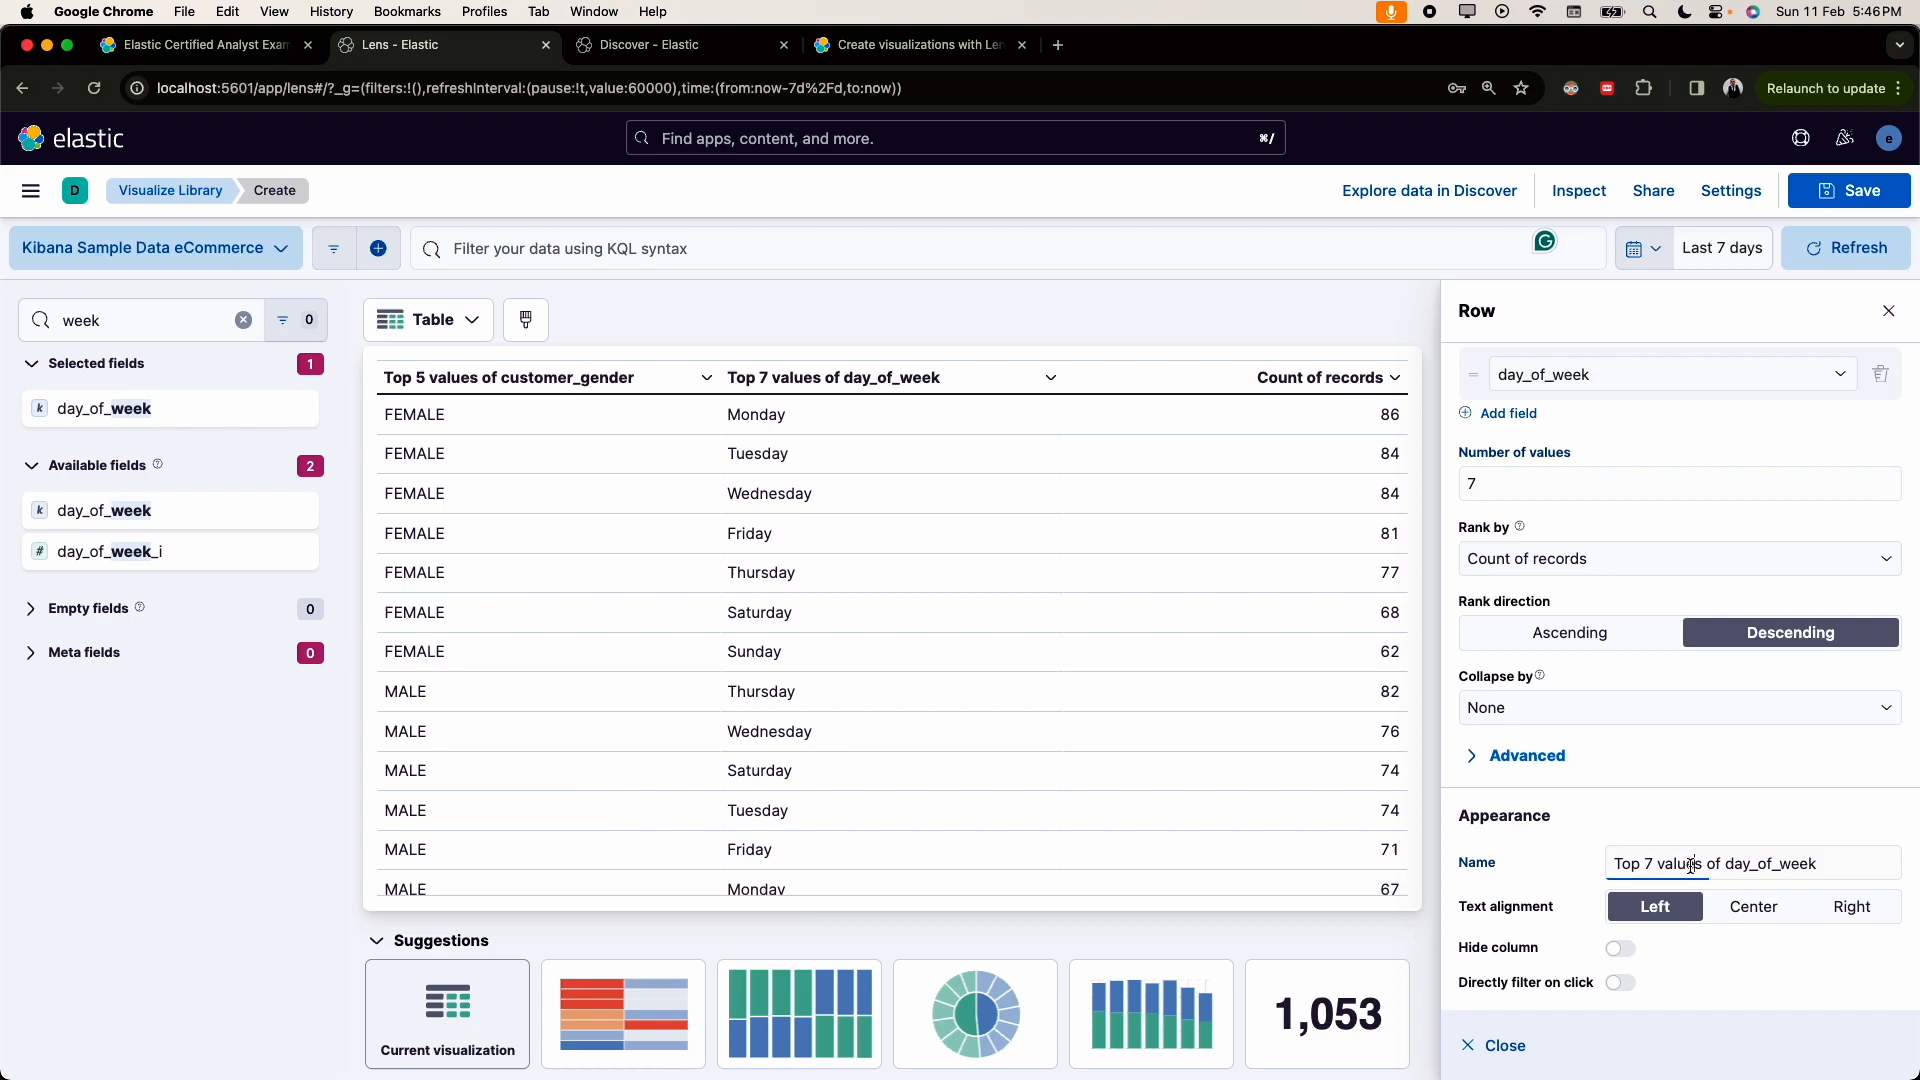 Google Chrome File Edit View History Bookmarks Profiles Tab Window Help Sun 11 Feb 5:46 PM
Elastic Certified Analyst Exam Lens - Elastic Discover - Elastic Create visualizations with Len
localhost:5601/app/lens#/?_g=(filters:!(),refreshInterval:(pause:!t,value:60000),time:(from:now-7d%2Fd,to:now)) Relaunch to update
elastic Find apps, content, and more. ⌘/ e
D Visualize Library Create Explore data in Discover Inspect Share Settings Save
Kibana Sample Data eCommerce Filter your data using KQL syntax Last 7 days Refresh
week 0 Table Row
Selected fields 1
Top 5 values of customer_gender Top 7 values of day_of_week Count of records
day_of_week
k day_of_week
Add field
FEMALE Monday 86
FEMALE Tuesday 84
FEMALE Wednesday 84
FEMALE Friday 81
FEMALE Thursday 77
FEMALE Saturday 68
FEMALE Sunday 62
MALE Thursday 82
MALE Wednesday 76
MALE Saturday 74
MALE Tuesday 74
MALE Friday 71
MALE Monday 67
Available fields 2
k day_of_week
# day_of_week_i
Empty fields 0
Meta fields 0
Number of values
7
Rank by
Count of records
Rank direction
Ascending Descending
Collapse by
None
Advanced
Appearance
Name Top 7 values of day_of_week
Text alignment Left Center Right
Hide column
Directly filter on click
Close
Suggestions
Current visualization
1,053